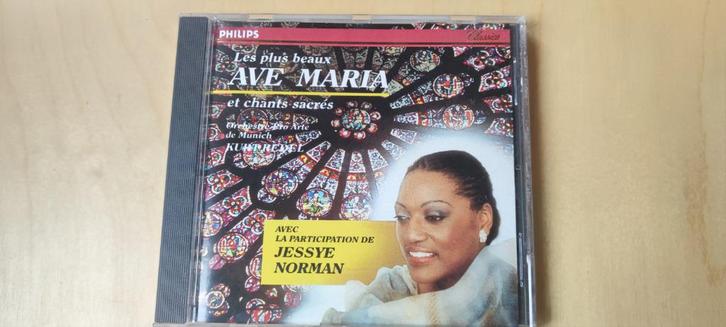 PHILIPS
Classics
Les plus beaux
AVE MARIA
et chants sacrés
Orchestre Pro Arte
de Munich
KURT REDEL
AVEC
LA PARTICIPATION DE
JESSYE
NORMAN